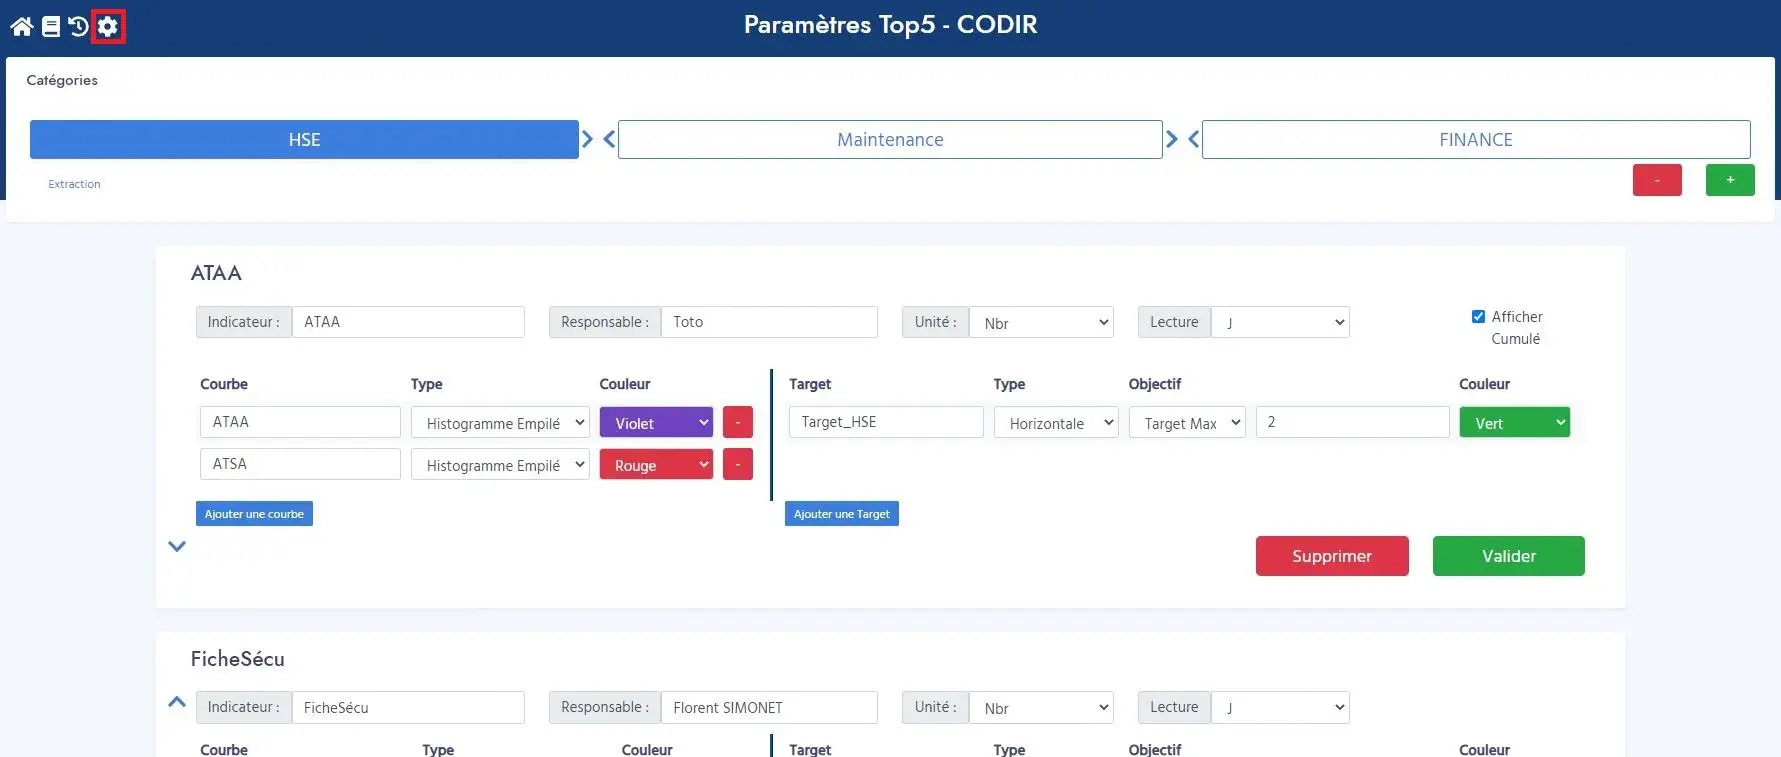 Paramètres Top5 - CODIR
Catégories
HSE Maintenance FINANCE
Extraction - +
ATAA
Indicateur : ATAA Responsable : Toto Unité : Nbr Lecture J Afficher
Cumulé
Courbe Type Couleur Target Type Objectif Couleur
ATAA Histogramme Empilé Violet - Target_HSE Horizontale Target Max 2 Vert
ATSA Histogramme Empilé Rouge -
Ajouter une courbe Ajouter une Target
Supprimer Valider
FicheSécu
Indicateur : FicheSécu Responsable : Florent SIMONET Unité : Nbr Lecture J
Courbe Type Couleur Target Type Objectif Couleur